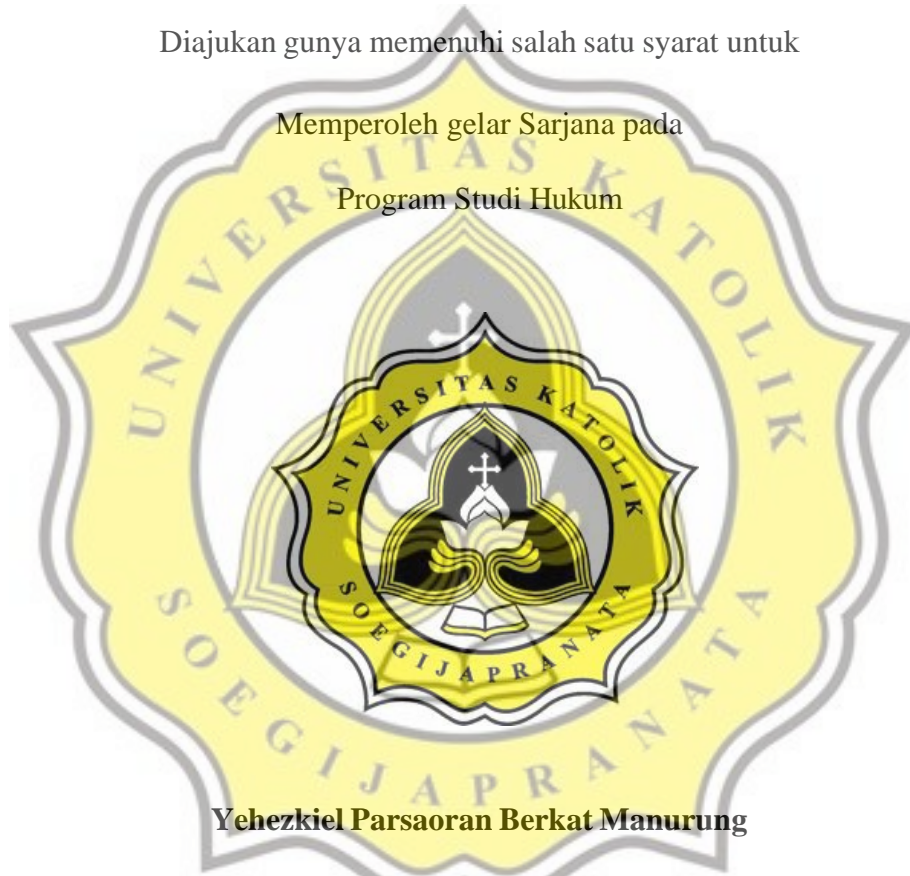 Diajukan gunya memenuhi salah satu syarat untuk
Memperoleh gelar Sarjana pada
Program Studi Hukum
UNIVERSITAS KATOLIK
SOEGIJAPRANATA
UNIVERSITAS KATOLIK
SOEGIJAPRANATA
Yehezkiel Parsaoran Berkat Manurung